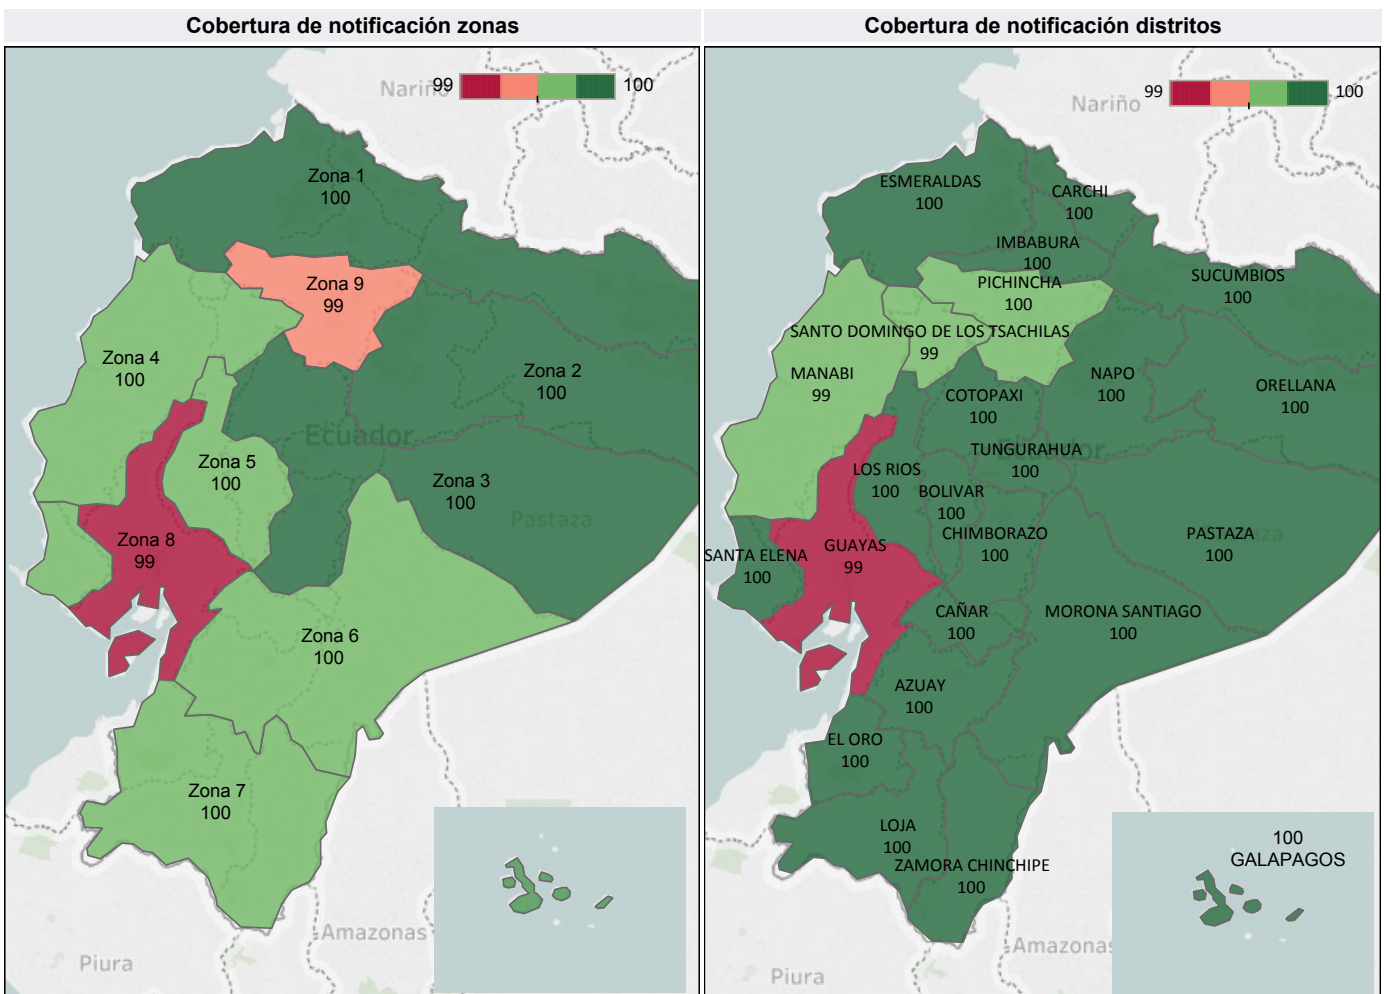 Cobertura de notificación zonas
Nariño
99
100
Zona 1
100
Zona 9
99
Zona 4
100
Zona 2
100
Ecuador
Zona 5
100
Zona 3
100
Pastaza
Zona 8
99
Zona 6
100
Zona 7
100
Amazonas
Piura
Cobertura de notificación distritos
99
100
Nariño
ESMERALDAS
100
CARCHI
100
IMBABURA
100
SUCUMBIOS
100
PICHINCHA
100
SANTO DOMINGO DE LOS TSACHILAS
99
MANABI
99
NAPO
100
ORELLANA
100
COTOPAXI
100
Ecuador
TUNGURAHUA
100
LOS RIOS
100
BOLIVAR
100
CHIMBORAZO
100
PASTAZA
100
SANTA ELENA
100
GUAYAS
99
CAÑAR
100
MORONA SANTIAGO
100
AZUAY
100
EL ORO
100
LOJA
100
ZAMORA CHINCHIPE
100
100
GALAPAGOS
Amazonas
Piura